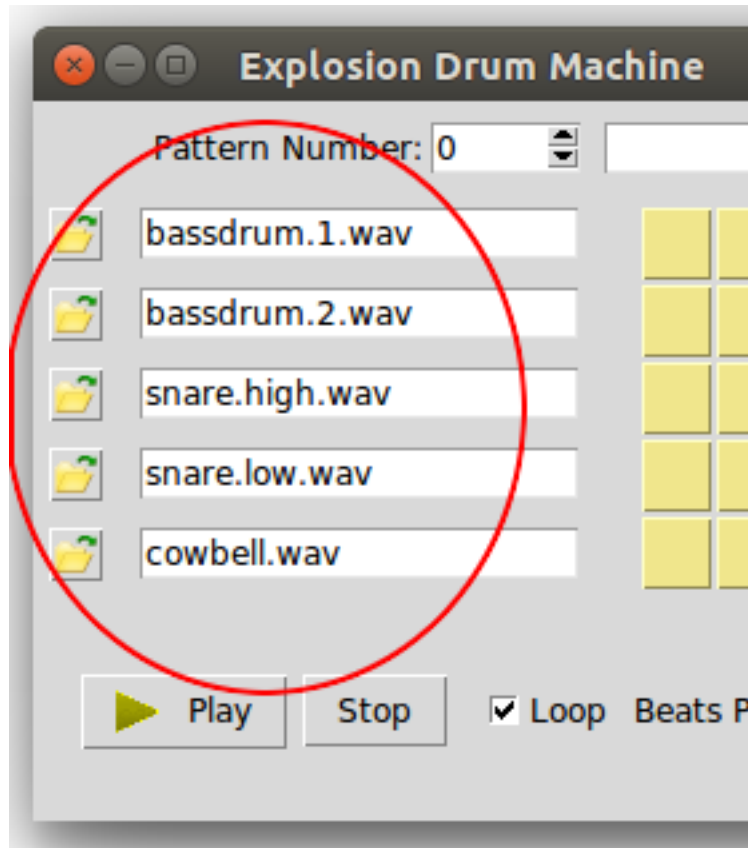 Explosion Drum Machine
Pattern Number: 0
bassdrum.1.wav
bassdrum.2.wav
snare.high.wav
snare.low.wav
cowbell.wav
Play Stop Loop Beats P